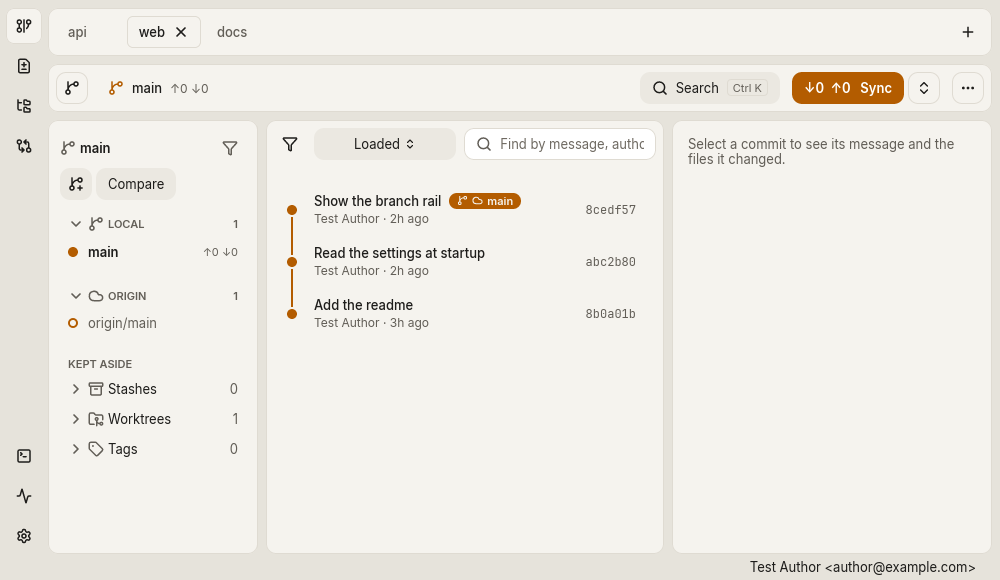 api
web
docs
main ↑0 ↓0
Search Ctrl K
↓0 ↑0 Sync
main
Compare
LOCAL 1
main ↑0 ↓0
ORIGIN 1
origin/main
KEPT ASIDE
Stashes 0
Worktrees 1
Tags 0
Loaded
Find by message, autho
Show the branch rail main
Test Author · 2h ago
8cedf57
Read the settings at startup
Test Author · 2h ago
abc2b80
Add the readme
Test Author · 3h ago
8b0a01b
Select a commit to see its message and the
files it changed.
Test Author <author@example.com>